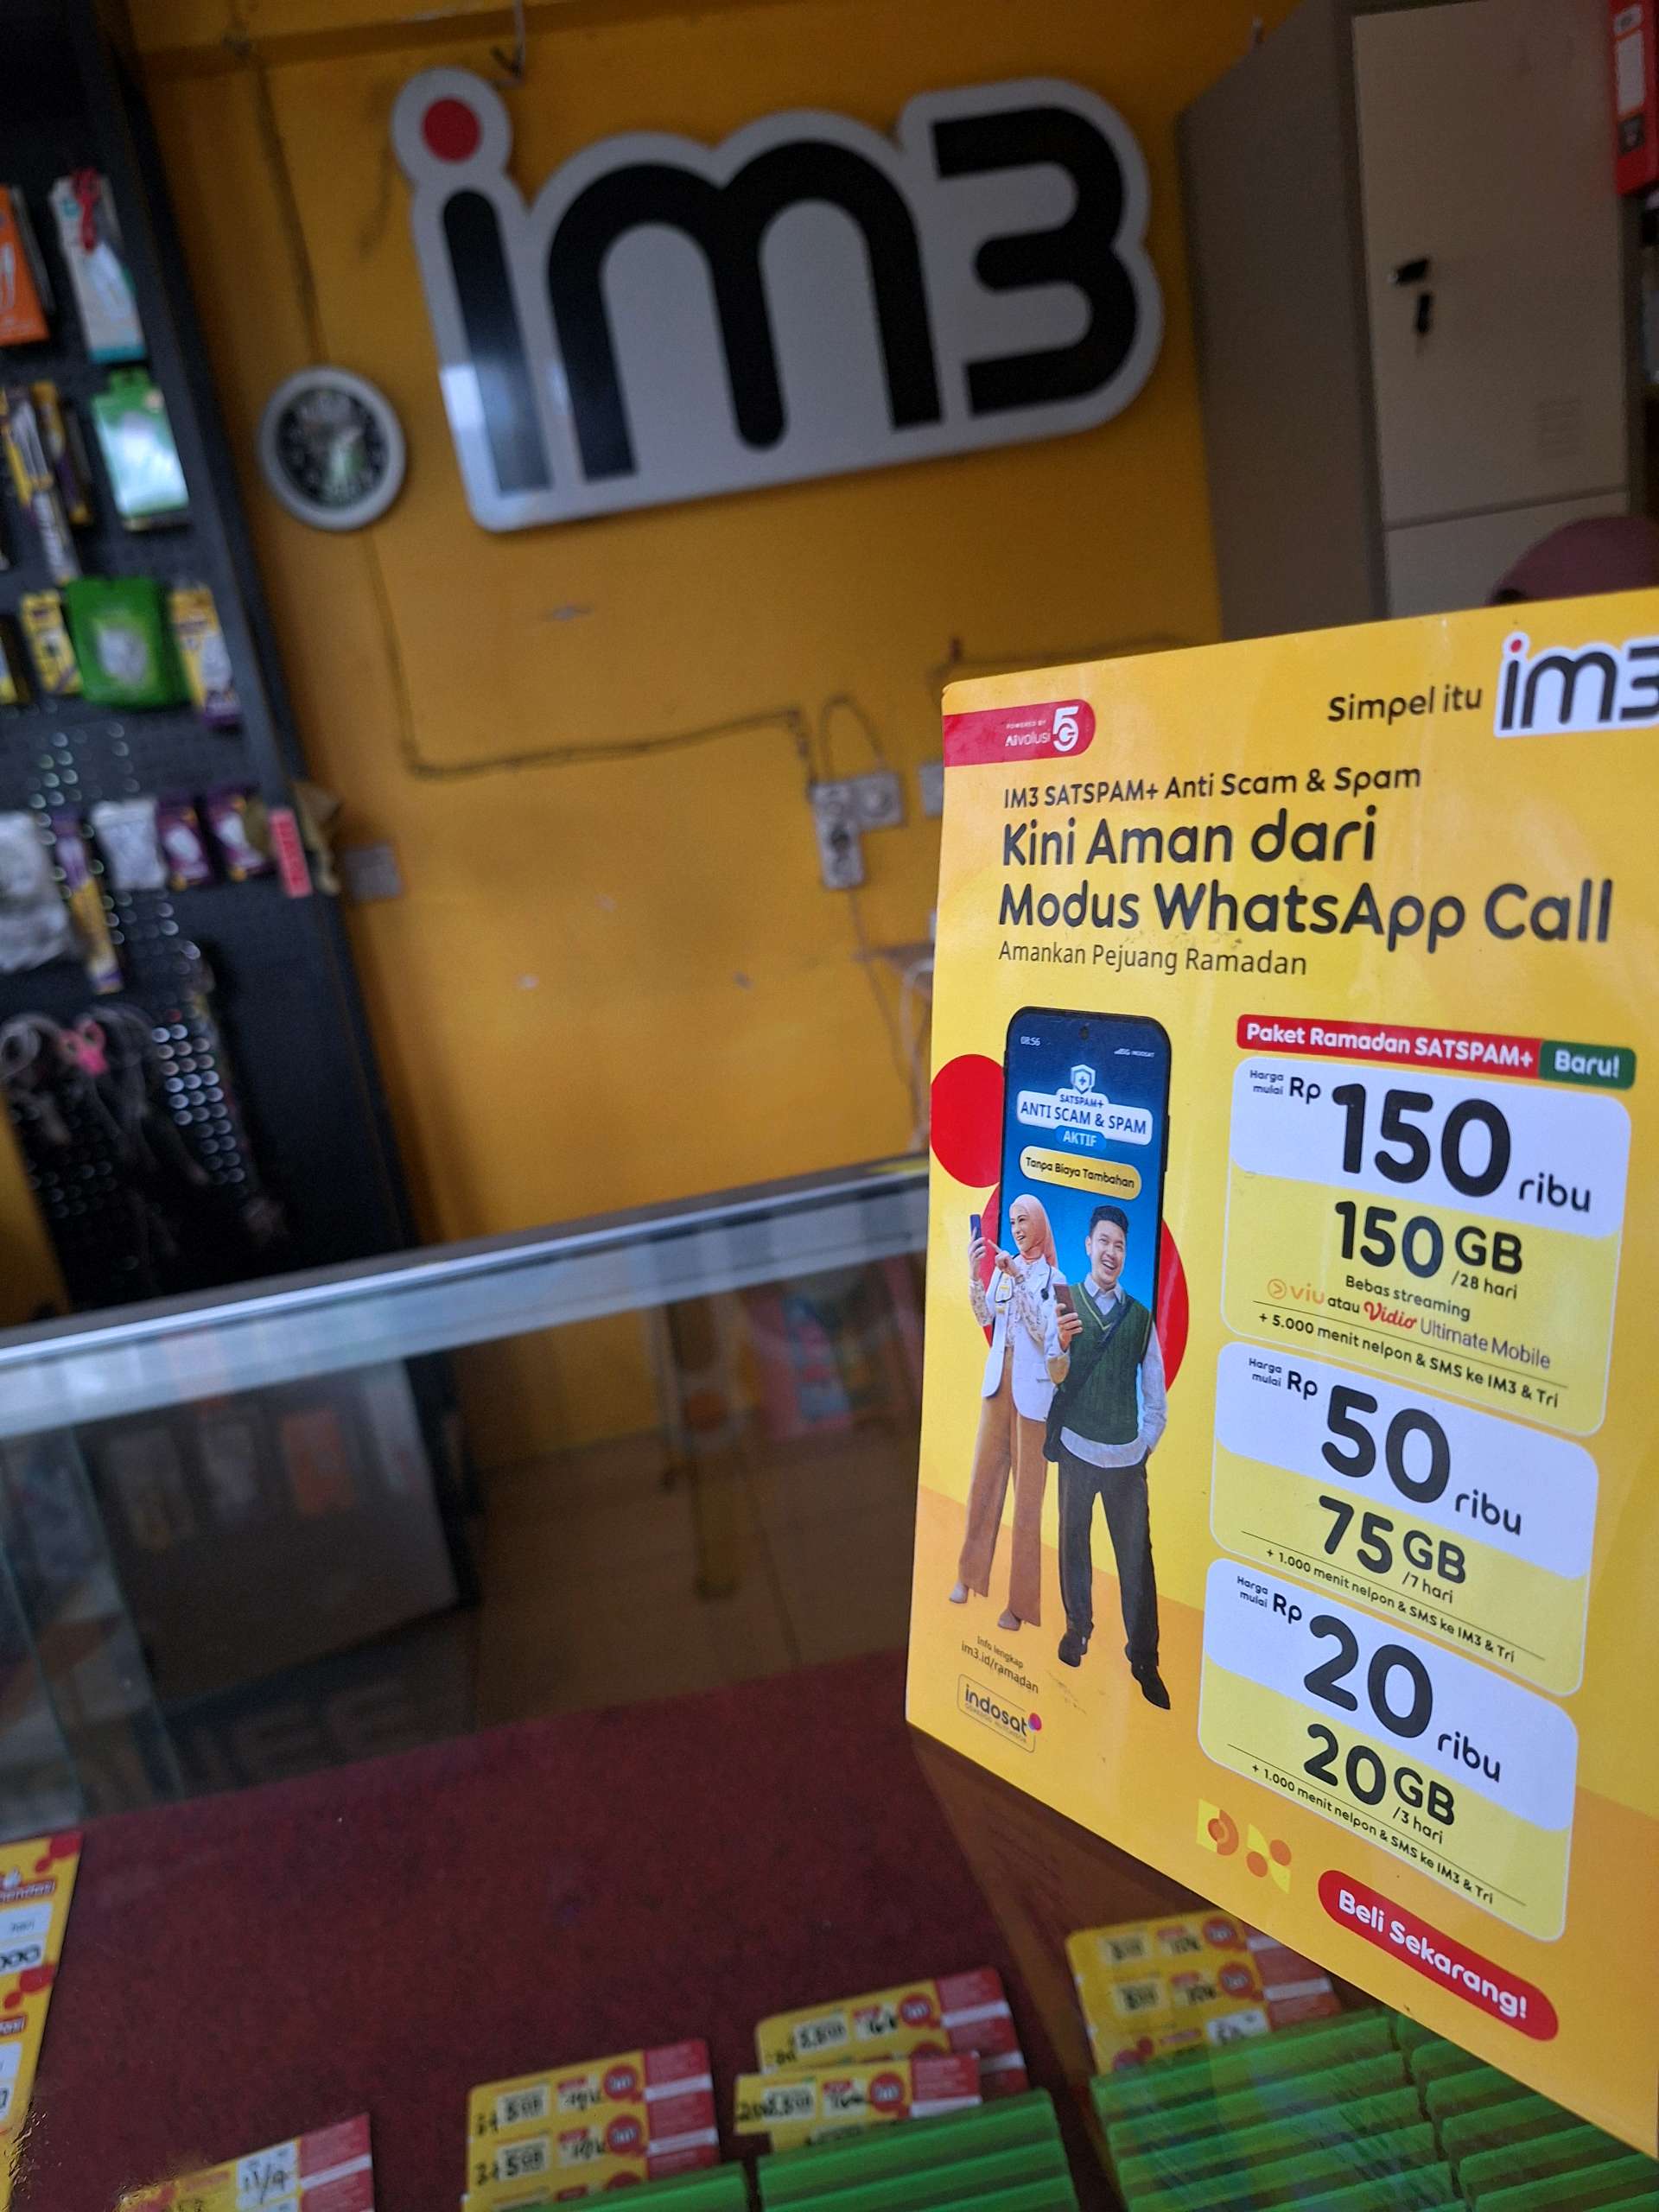 im3
POWERED BY
AIvolusi 5G
Simpel itu im3
IM3 SATSPAM+ Anti Scam & Spam
Kini Aman dari
Modus WhatsApp Call
Amankan Pejuang Ramadan
08:56
5G INDOSAT
SATSPAM+
ANTI SCAM & SPAM
AKTIF
Tanpa Biaya Tambahan
Paket Ramadan SATSPAM+ Baru!
Harga mulai Rp 150 ribu
150 GB /28 hari
Bebas streaming
viu atau Vidio Ultimate Mobile
+ 5.000 menit nelpon & SMS ke IM3 & Tri
Harga mulai Rp 50 ribu
75 GB /7 hari
+ 1.000 menit nelpon & SMS ke IM3 & Tri
Harga mulai Rp 20 ribu
20 GB /3 hari
+ 1.000 menit nelpon & SMS ke IM3 & Tri
Info lengkap
im3.id/ramadan
indosat
Beli Sekarang!